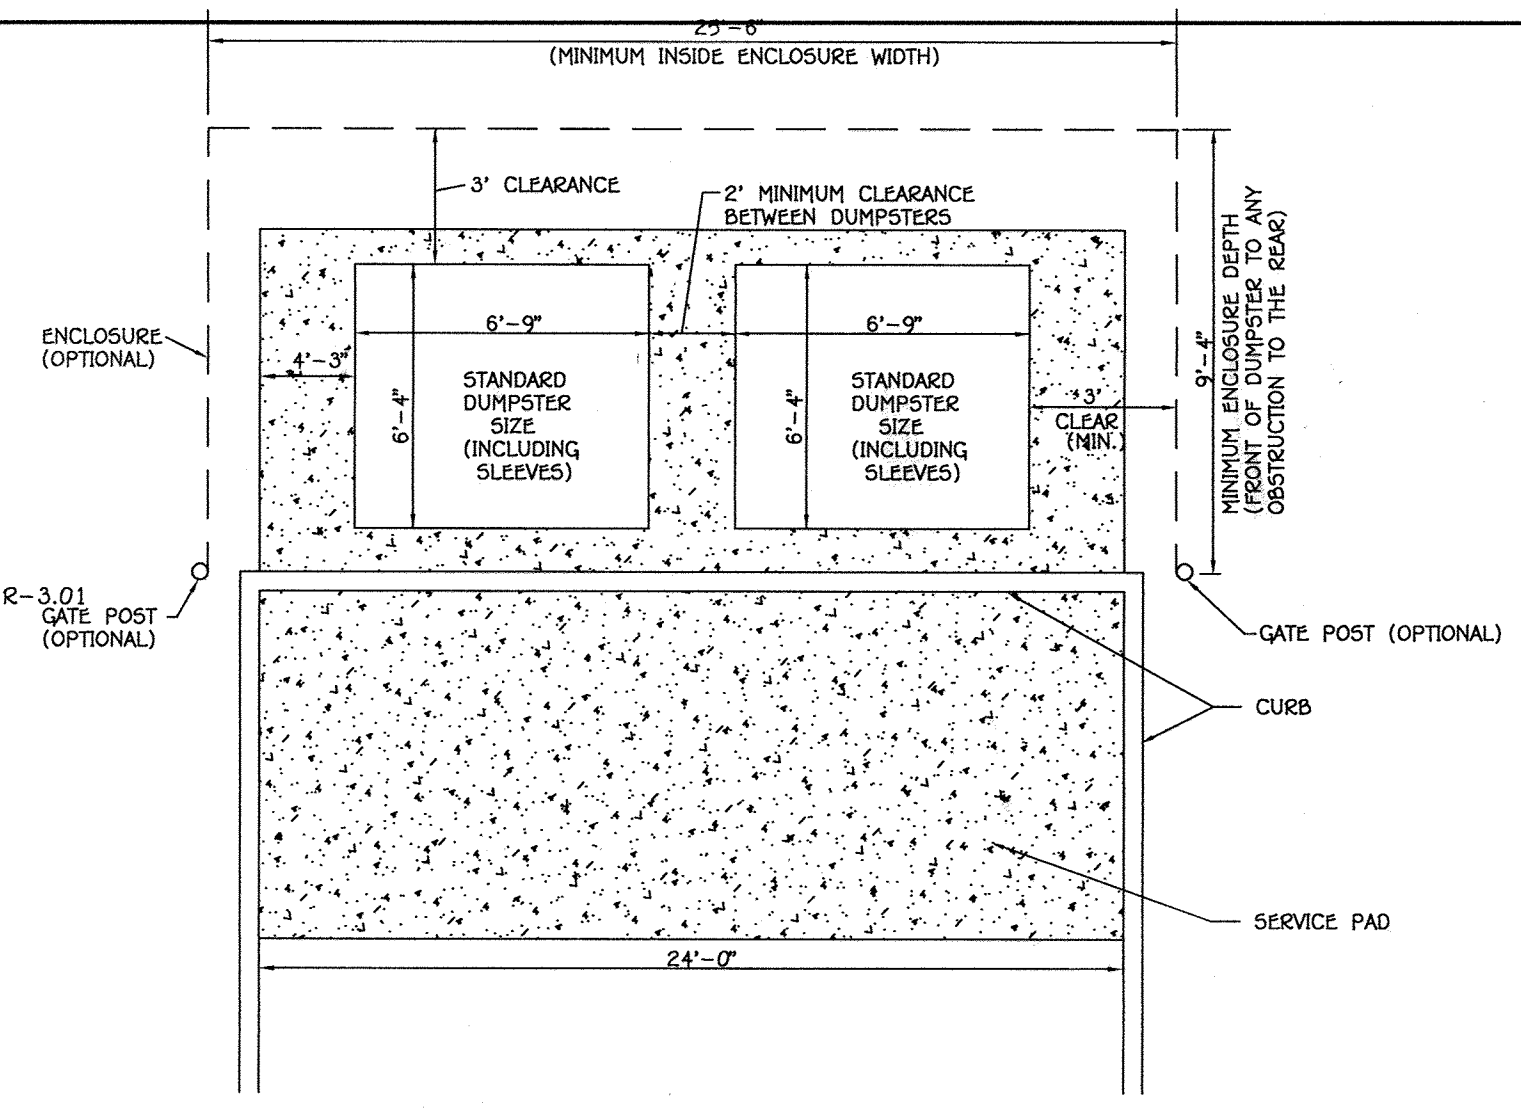 (MINIMUM INSIDE ENCLOSURE WIDTH)
3' CLEARANCE
2' MINIMUM CLEARANCE
BETWEEN DUMPSTERS
ENCLOSURE
(OPTIONAL)
4'-3"
6'-9"
6'-4"
STANDARD
DUMPSTER
SIZE
(INCLUDING
SLEEVES)
6'-9"
6'-4"
STANDARD
DUMPSTER
SIZE
(INCLUDING
SLEEVES)
3'
CLEAR
(MIN.)
9'-4"
MINIMUM ENCLOSURE DEPTH
(FRONT OF DUMPSTER TO ANY
OBSTRUCTION TO THE REAR)
R-3.01
GATE POST
(OPTIONAL)
GATE POST (OPTIONAL)
CURB
SERVICE PAD
24'-0"